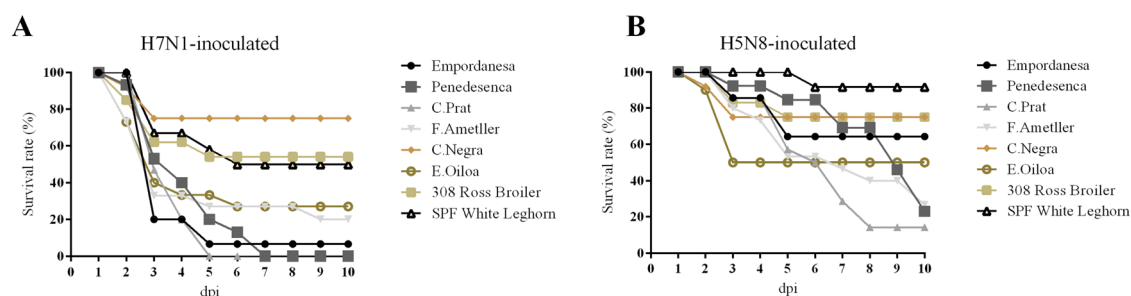 A
H7N1-inoculated
Survival rate (%)
100
80
60
40
20
0
0 1 2 3 4 5 6 7 8 9 10
dpi
Empordanesa
Penedesenca
C.Prat
F.Ametller
C.Negra
E.Oiloa
308 Ross Broiler
SPF White Leghorn
B
H5N8-inoculated
Survival rate (%)
100
80
60
40
20
0
0 1 2 3 4 5 6 7 8 9 10
dpi
Empordanesa
Penedesenca
C.Prat
F.Ametller
C.Negra
E.Oiloa
308 Ross Broiler
SPF White Leghorn